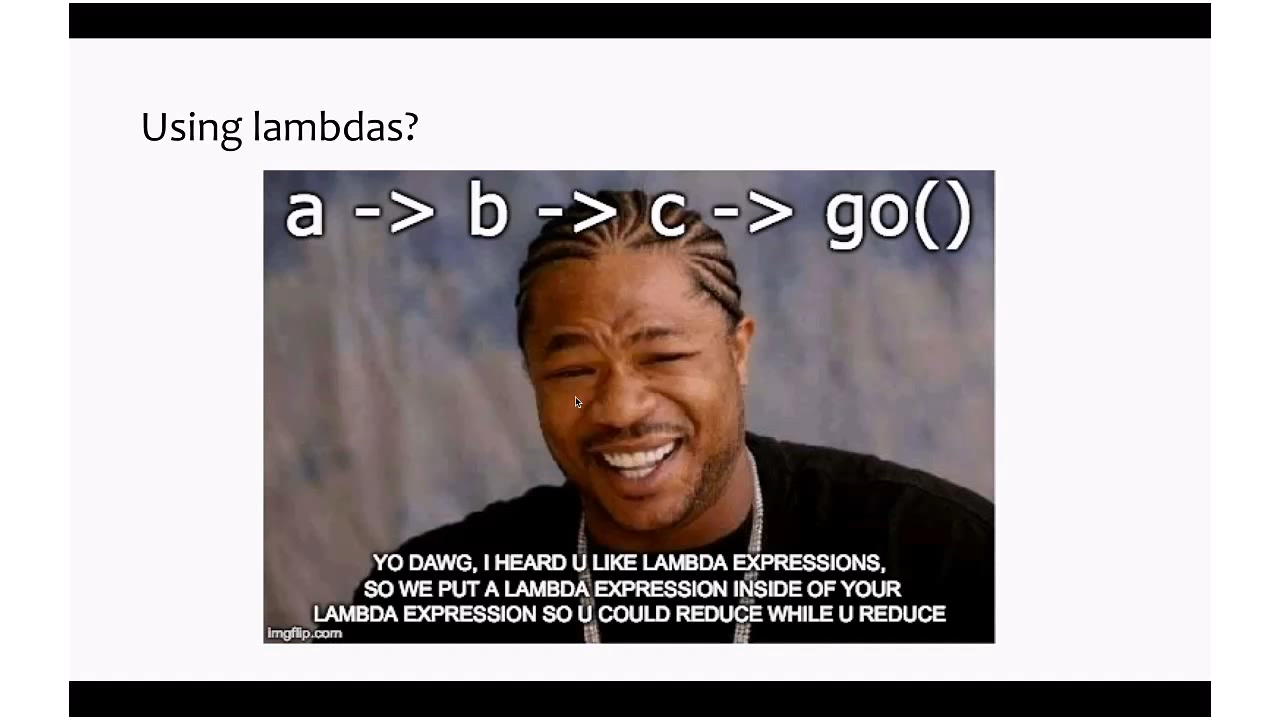 Using lambdas?
a -> b -> c -> go()
YO DAWG, I HEARD U LIKE LAMBDA EXPRESSIONS,
SO WE PUT A LAMBDA EXPRESSION INSIDE OF YOUR
LAMBDA EXPRESSION SO U COULD REDUCE WHILE U REDUCE
imgflip.com